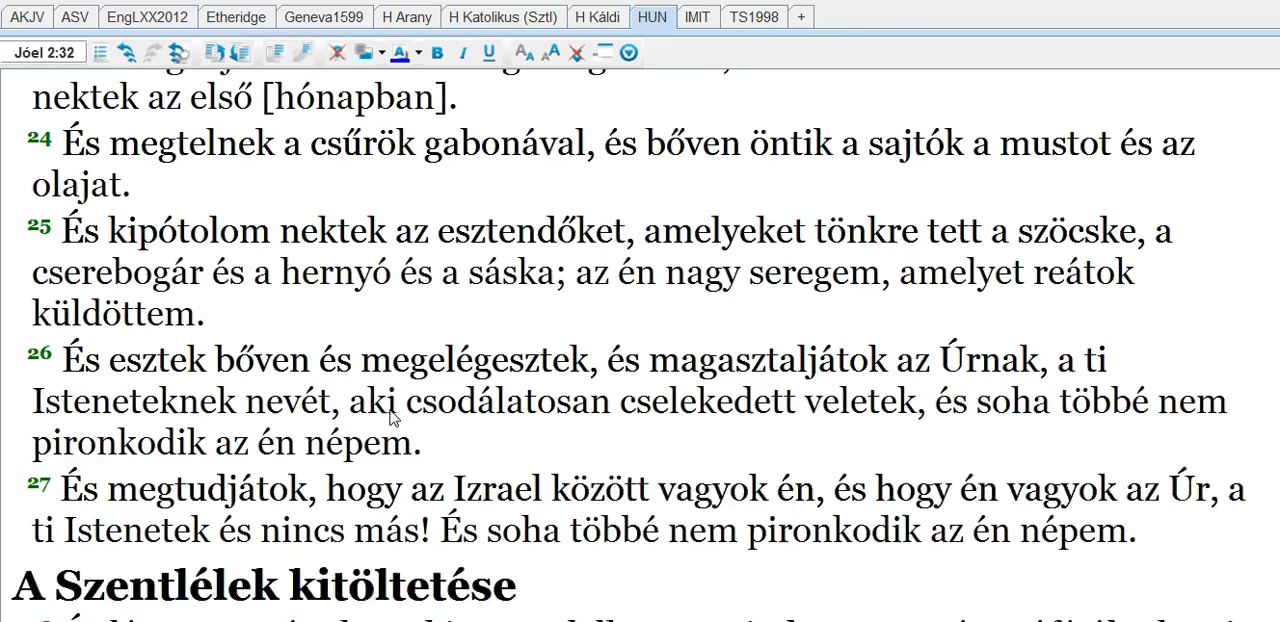 AKJV ASV EngLXX2012 Etheridge Geneva1599 H Arany H Katolikus (Sztl) H Káldi HUN IMIT TS1998 +
Jóel 2:32
nektek az első [hónapban].
24 És megtelnek a csűrök gabonával, és bőven öntik a sajtók a mustot és az
olajat.
25 És kipótolom nektek az esztendőket, amelyeket tönkre tett a szöcske, a
cserebogár és a hernyó és a sáska; az én nagy seregem, amelyet reátok
küldöttem.
26 És esztek bőven és megelégesztek, és magasztaljátok az Úrnak, a ti
Isteneteknek nevét, aki csodálatosan cselekedett veletek, és soha többé nem
pironkodik az én népem.
27 És megtudjátok, hogy az Izrael között vagyok én, és hogy én vagyok az Úr, a
ti Istenetek és nincs más! És soha többé nem pironkodik az én népem.
A Szentlélek kitöltetése